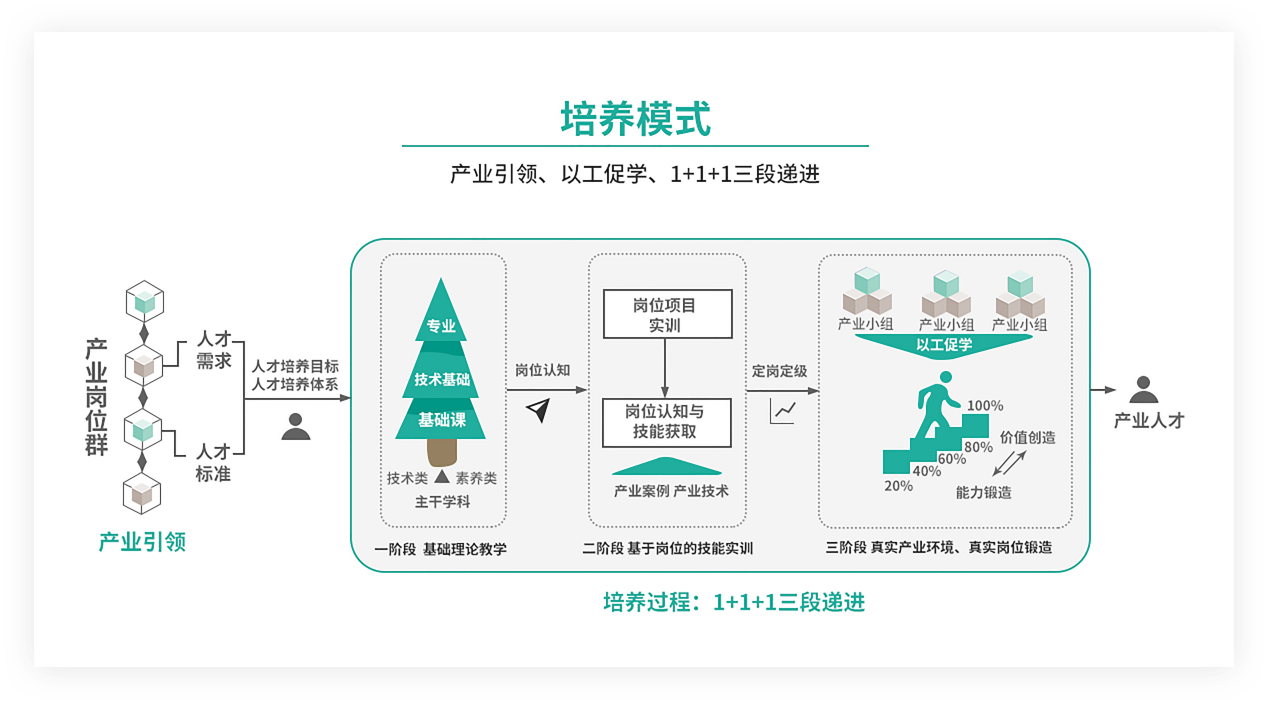 培养模式
产业引领、以工促学、1+1+1三段递进
产业岗位群
人才
需求
人才
标准
产业引领
人才培养目标
人才培养体系
专业
技术基础
基础课
技术类 素养类
主干学科
一阶段 基础理论教学
岗位认知
岗位项目
实训
岗位认知与
技能获取
产业案例 产业技术
二阶段 基于岗位的技能实训
定岗定级
产业小组 产业小组 产业小组
以工促学
100%
80%
60%
40%
20%
价值创造
能力锻造
三阶段 真实产业环境、真实岗位锻造
产业人才
培养过程：1+1+1三段递进